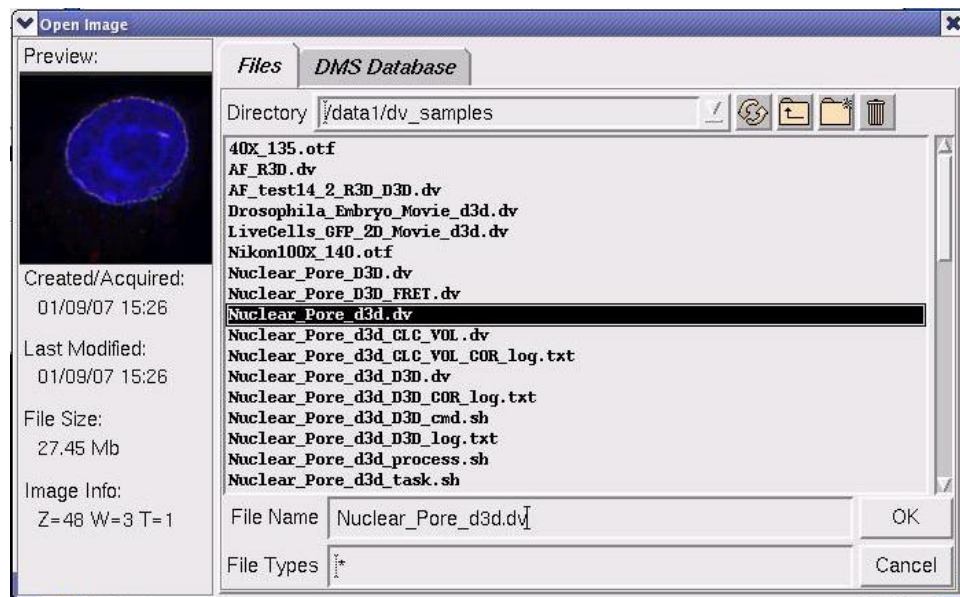 Open Image
Preview:
Created/Acquired:
01/09/07 15:26
Last Modified:
01/09/07 15:26
File Size:
27.45 Mb
Image Info:
Z=48 W=3 T=1
Files
DMS Database
Directory /data1/dv_samples
40X_135.otf
AF_R3D.dv
AF_test14_2_R3D_D3D.dv
Drosophila_Embryo_Movie_d3d.dv
LiveCells_GFP_2D_Movie_d3d.dv
Nikon100X_140.otf
Nuclear_Pore_D3D.dv
Nuclear_Pore_D3D_FRET.dv
Nuclear_Pore_d3d.dv
Nuclear_Pore_d3d_CLC_VOL.dv
Nuclear_Pore_d3d_CLC_VOL_COR_log.txt
Nuclear_Pore_d3d_D3D.dv
Nuclear_Pore_d3d_D3D_COR_log.txt
Nuclear_Pore_d3d_D3D_cmd.sh
Nuclear_Pore_d3d_D3D_log.txt
Nuclear_Pore_d3d_process.sh
Nuclear_Pore_d3d_task.sh
File Name Nuclear_Pore_d3d.dv
OK
File Types *
Cancel